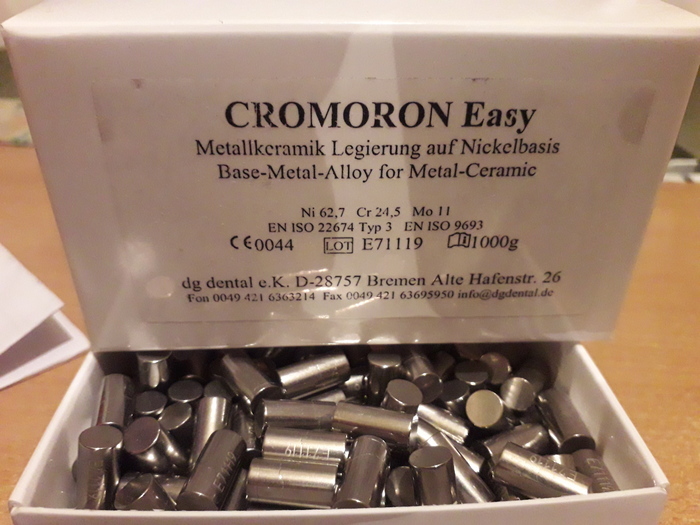 CROMORON Easy
Metallkeramik Legierung auf Nickelbasis
Base-Metal-Alloy for Metal-Ceramic
Ni 62,7 Cr 24,5 Mo 11
EN ISO 22674 Typ 3 EN ISO 9693
CE0044 LOT E71119 1000g
dg dental e.K. D-28757 Bremen Alte Hafenstr. 26
Fon 0049 421 6363214 Fax 0049 421 63695950 info@dgdental.de